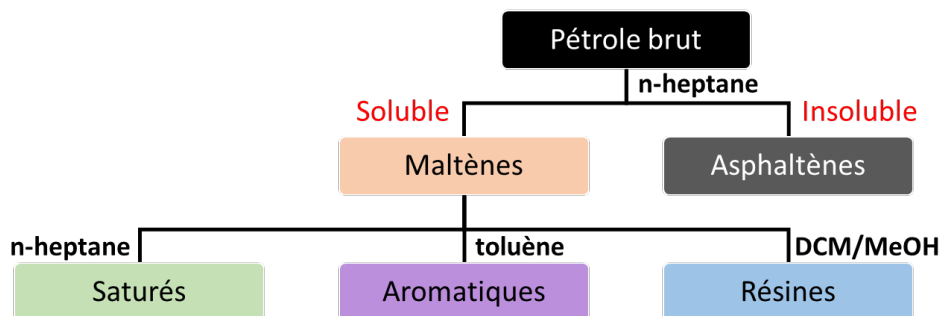 Pétrole brut
n-heptane
Soluble
Insoluble
Maltènes
Asphaltènes
n-heptane
toluène
DCM/MeOH
Saturés
Aromatiques
Résines